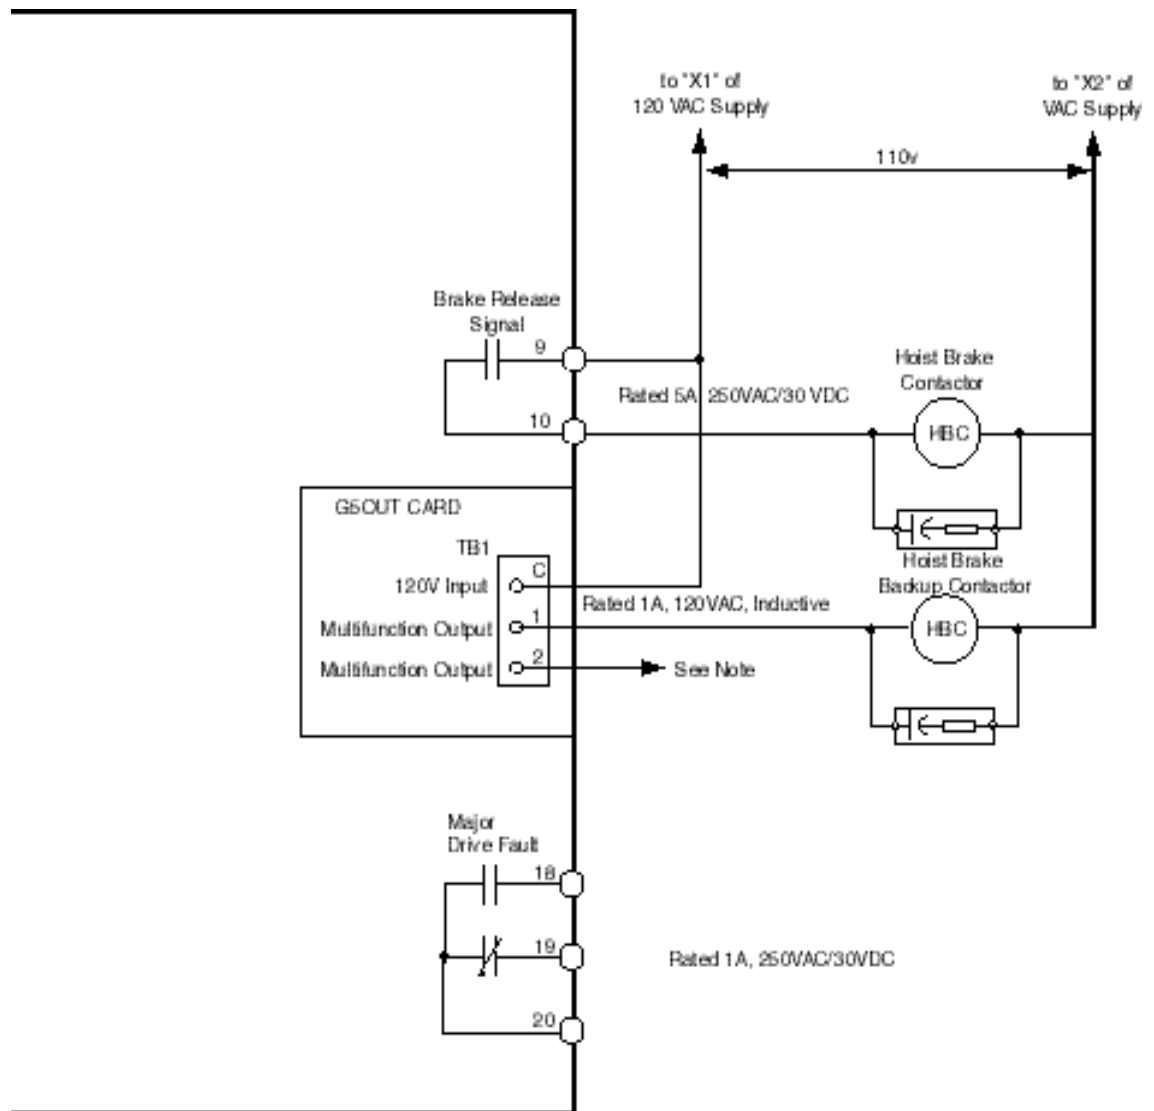 to "X1" of
120 VAC Supply
to "X2" of
VAC Supply
110v
Brake Release
Signal
9
Hoist Brake
Contactor
Rated 5A, 250VAC/30 VDC
10
HBC
G5OUT CARD
TB1
C
120V Input
Hoist Brake
Backup Contactor
Rated 1A, 120VAC, Inductive
1
Multifunction Output
HBC
2
Multifunction Output
See Note
Major
Drive Fault
18
19
Rated 1A, 250VAC/30VDC
20